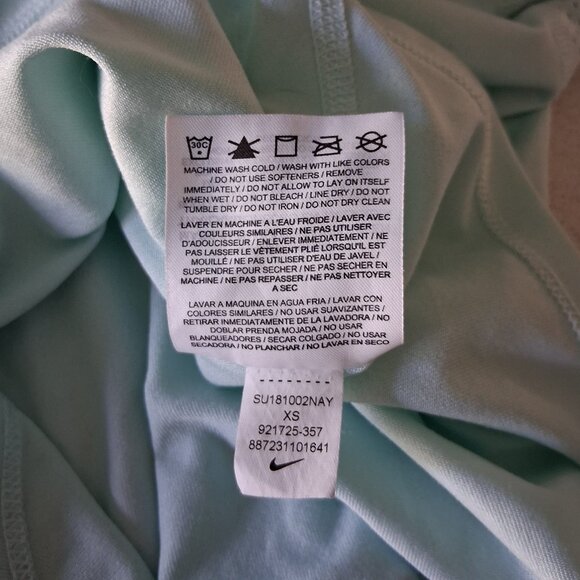 30C
MACHINE WASH COLD / WASH WITH LIKE COLORS
/ DO NOT USE SOFTENERS / REMOVE
IMMEDIATELY / DO NOT ALLOW TO LAY ON ITSELF
WHEN WET / DO NOT BLEACH / LINE DRY / DO NOT
TUMBLE DRY / DO NOT IRON / DO NOT DRY CLEAN
LAVER EN MACHINE A L'EAU FROIDE / LAVER AVEC
COULEURS SIMILAIRES / NE PAS UTILISER
D'ADOUCISSEUR / ENLEVER IMMEDIATEMENT / NE
PAS LAISSER LE VÊTEMENT PLIÉ LORSQU'IL EST
MOUILLÉ / NE PAS UTILISER D'EAU DE JAVEL /
SUSPENDRE POUR SECHER / NE PAS SECHER EN
MACHINE / NE PAS REPASSER / NE PAS NETTOYER
A SEC
LAVAR A MAQUINA EN AGUA FRIA / LAVAR CON
COLORES SIMILARES / NO USAR SUAVIZANTES /
RETIRAR INMEDIATAMENTE DE LA LAVADORA / NO
DOBLAR PRENDA MOJADA / NO USAR
BLANQUEADORES / SECAR COLGADO / NO USAR
SECADORA / NO PLANCHAR / NO LAVAR EN SECO
SU181002NAY
XS
921725-357
887231101641